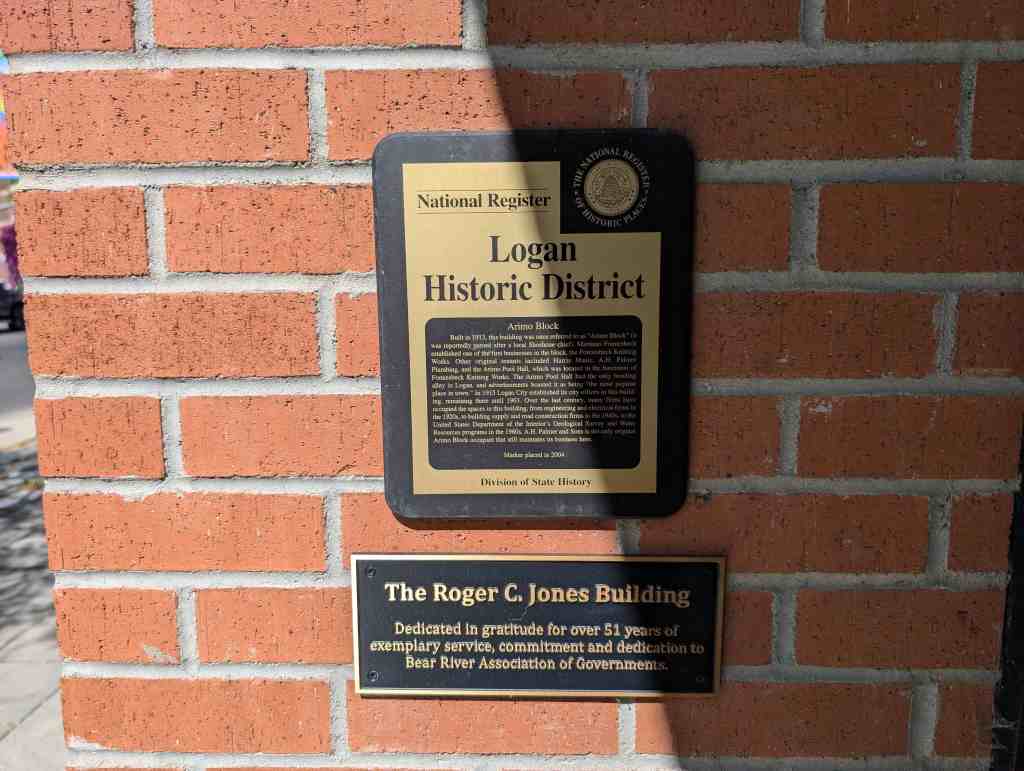 National Register
THE NATIONAL REGISTER
OF HISTORIC PLACES
Logan
Historic District
Arimo Block
Built in 1913, this building was once referred to as "Arimo Block" (it
was reportedly named after a local Shoshone chief). Mormon Fonnesbeck
established one of the first businesses in the block, the Fonnesbeck Knitting
Works. Other original tenants included Harris Music, A.H. Palmer
Plumbing, and the Arimo Pool Hall, which was located in the basement of
Fonnesbeck Knitting Works. The Arimo Pool Hall had the only bowling
alley in Logan, and advertisements boasted it as being "the most popular
place in town." In 1915 Logan City established its city offices in this build-
ing, remaining there until 1961. Over the last century, many firms have
occupied the spaces in this building, from engineering and electrical firms in
the 1920s, to building supply and road construction firms in the 1940s, to the
United States Department of the Interior's Geological Survey and Water
Resources programs in the 1960s. A.H. Palmer and Sons is the only original
Arimo Block occupant that still maintains its business here.
Marker placed in 2004
Division of State History
The Roger C. Jones Building
Dedicated in gratitude for over 51 years of
exemplary service, commitment and dedication to
Bear River Association of Governments.